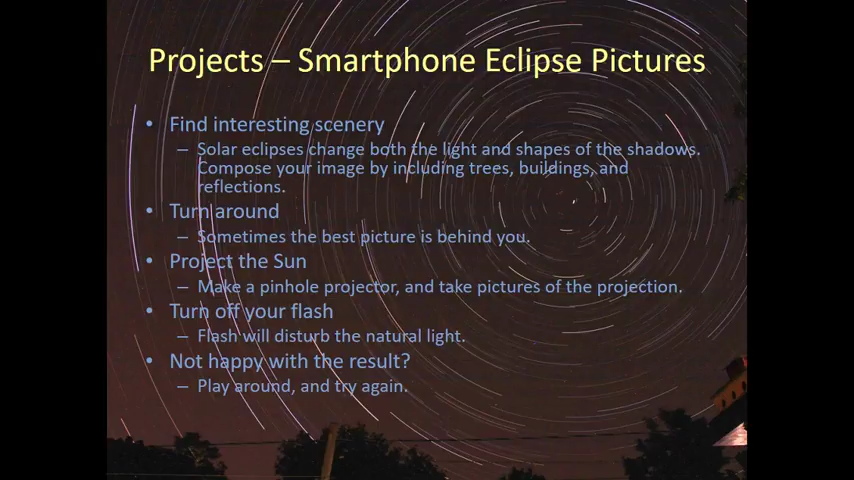 Projects – Smartphone Eclipse Pictures
• Find interesting scenery
– Solar eclipses change both the light and shapes of the shadows.
Compose your image by including trees, buildings, and
reflections.
• Turn around
– Sometimes the best picture is behind you.
• Project the Sun
– Make a pinhole projector, and take pictures of the projection.
• Turn off your flash
– Flash will disturb the natural light.
• Not happy with the result?
– Play around, and try again.